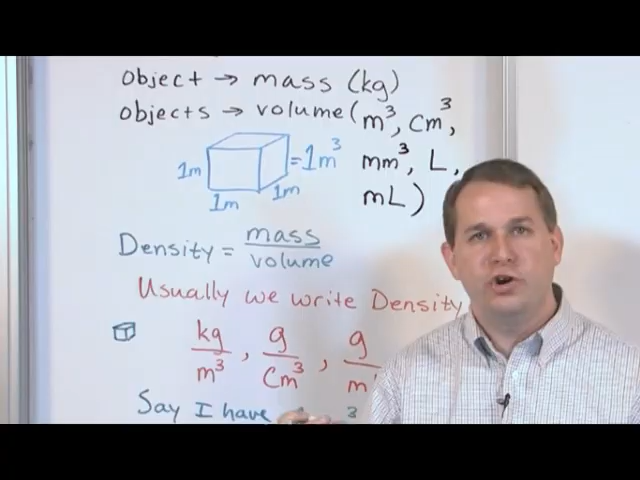 object → mass (kg)
objects → volume (m³, cm³,
mm³, L,
mL)
1m
1m
1m
=1m³
Density = mass
volume
Usually we write Density
kg/m³, g/cm³, g/m
Say I have
3